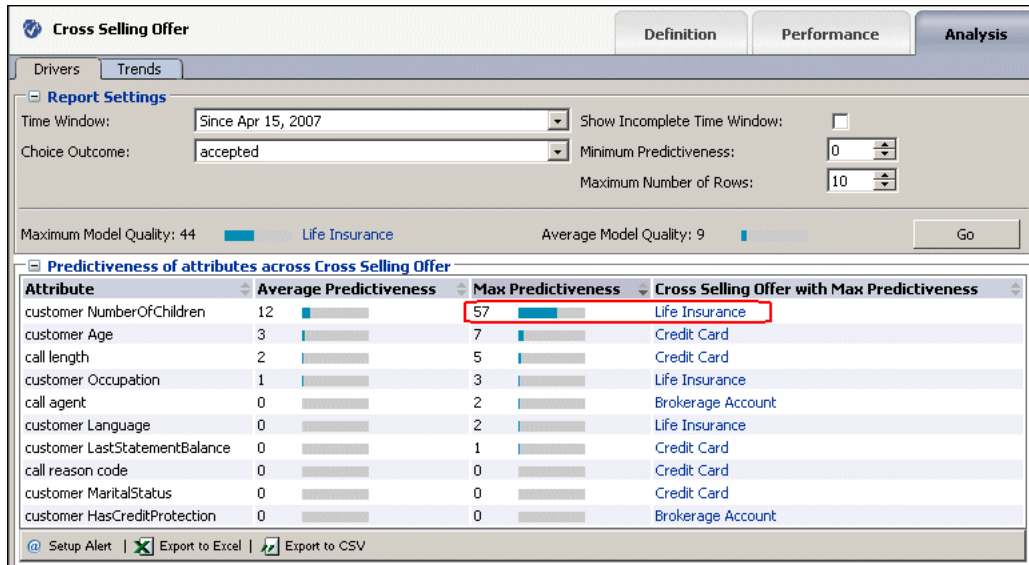 Cross Selling Offer
Definition Performance Analysis
Drivers Trends
Report Settings
Time Window: Since Apr 15, 2007 Show Incomplete Time Window:
Choice Outcome: accepted Minimum Predictiveness: 0
Maximum Number of Rows: 10
Maximum Model Quality: 44 Life Insurance Average Model Quality: 9 Go
Predictiveness of attributes across Cross Selling Offer
Attribute Average Predictiveness Max Predictiveness Cross Selling Offer with Max Predictiveness
customer NumberOfChildren 12 57 Life Insurance
customer Age 3 7 Credit Card
call length 2 5 Credit Card
customer Occupation 1 3 Life Insurance
call agent 0 2 Brokerage Account
customer Language 0 2 Life Insurance
customer LastStatementBalance 0 1 Credit Card
call reason code 0 0 Credit Card
customer MaritalStatus 0 0 Credit Card
customer HasCreditProtection 0 0 Brokerage Account
@ Setup Alert | Export to Excel | Export to CSV